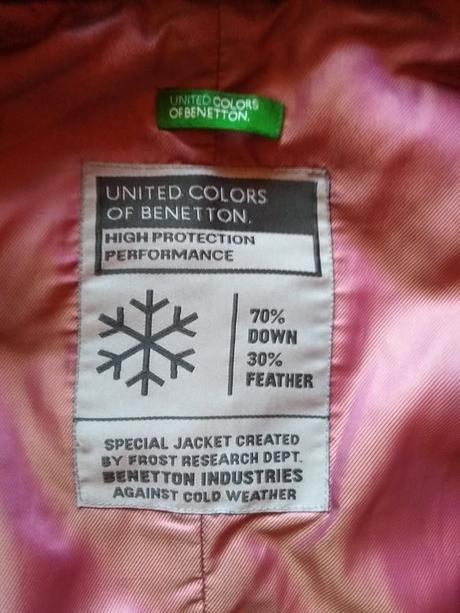 UNITED COLORS
OF BENETTON.
UNITED COLORS
OF BENETTON.
HIGH PROTECTION
PERFORMANCE
70%
DOWN
30%
FEATHER
SPECIAL JACKET CREATED
BY FROST RESEARCH DEPT.
BENETTON INDUSTRIES
AGAINST COLD WEATHER